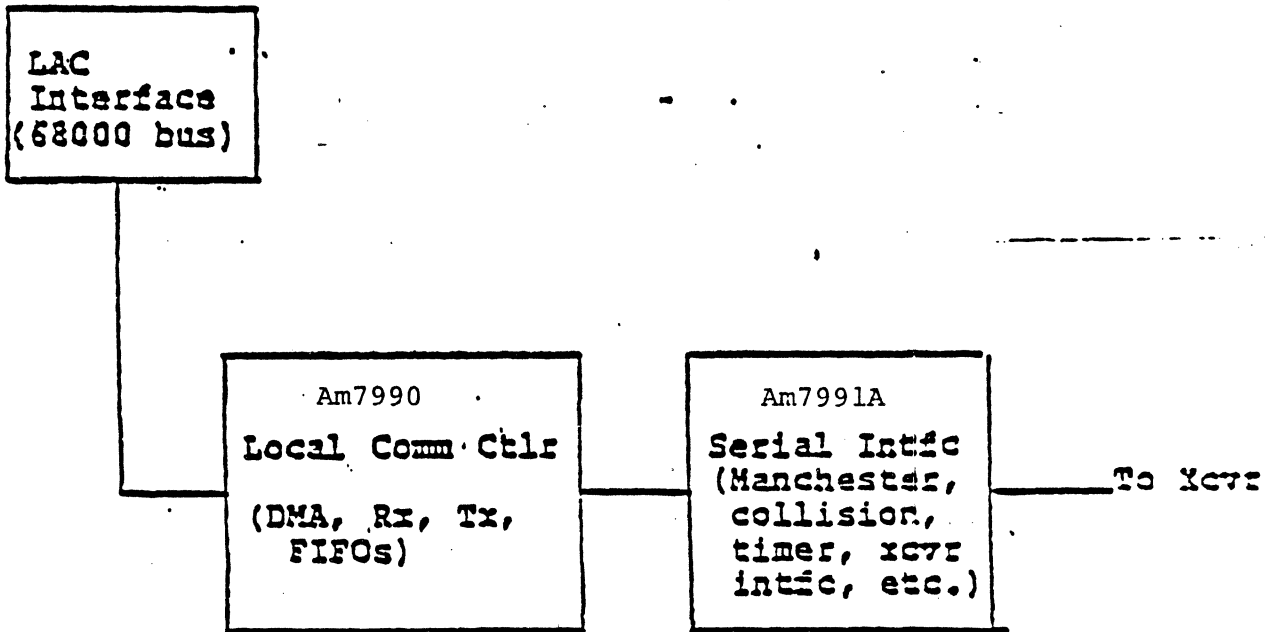 LAC
Interface
(68000 bus)
Am7990
Local Comm Ctlr
(DMA, Rx, Tx,
FIFOs)
Am7991A
Serial Intfc
(Manchester,
collision,
timer, xcvr
intfc, etc.)
To Xcvr